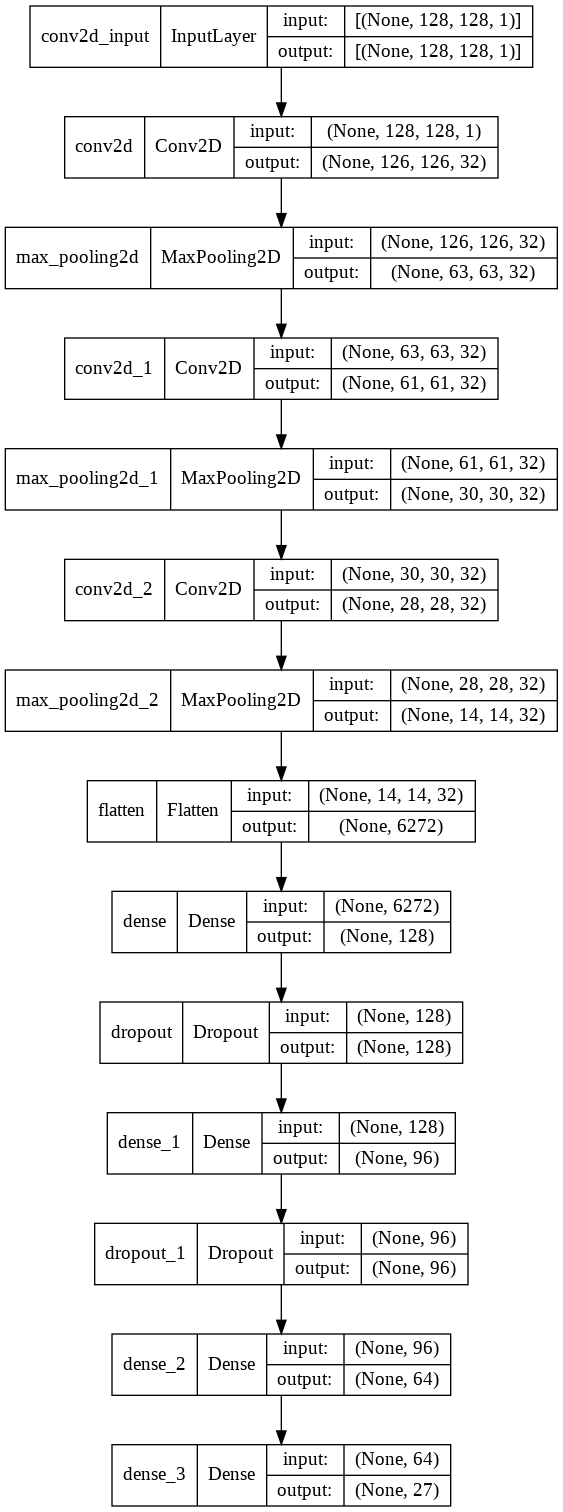 conv2d_input InputLayer input: [(None, 128, 128, 1)]
output: [(None, 128, 128, 1)]
conv2d Conv2D input: (None, 128, 128, 1)
output: (None, 126, 126, 32)
max_pooling2d MaxPooling2D input: (None, 126, 126, 32)
output: (None, 63, 63, 32)
conv2d_1 Conv2D input: (None, 63, 63, 32)
output: (None, 61, 61, 32)
max_pooling2d_1 MaxPooling2D input: (None, 61, 61, 32)
output: (None, 30, 30, 32)
conv2d_2 Conv2D input: (None, 30, 30, 32)
output: (None, 28, 28, 32)
max_pooling2d_2 MaxPooling2D input: (None, 28, 28, 32)
output: (None, 14, 14, 32)
flatten Flatten input: (None, 14, 14, 32)
output: (None, 6272)
dense Dense input: (None, 6272)
output: (None, 128)
dropout Dropout input: (None, 128)
output: (None, 128)
dense_1 Dense input: (None, 128)
output: (None, 96)
dropout_1 Dropout input: (None, 96)
output: (None, 96)
dense_2 Dense input: (None, 96)
output: (None, 64)
dense_3 Dense input: (None, 64)
output: (None, 27)